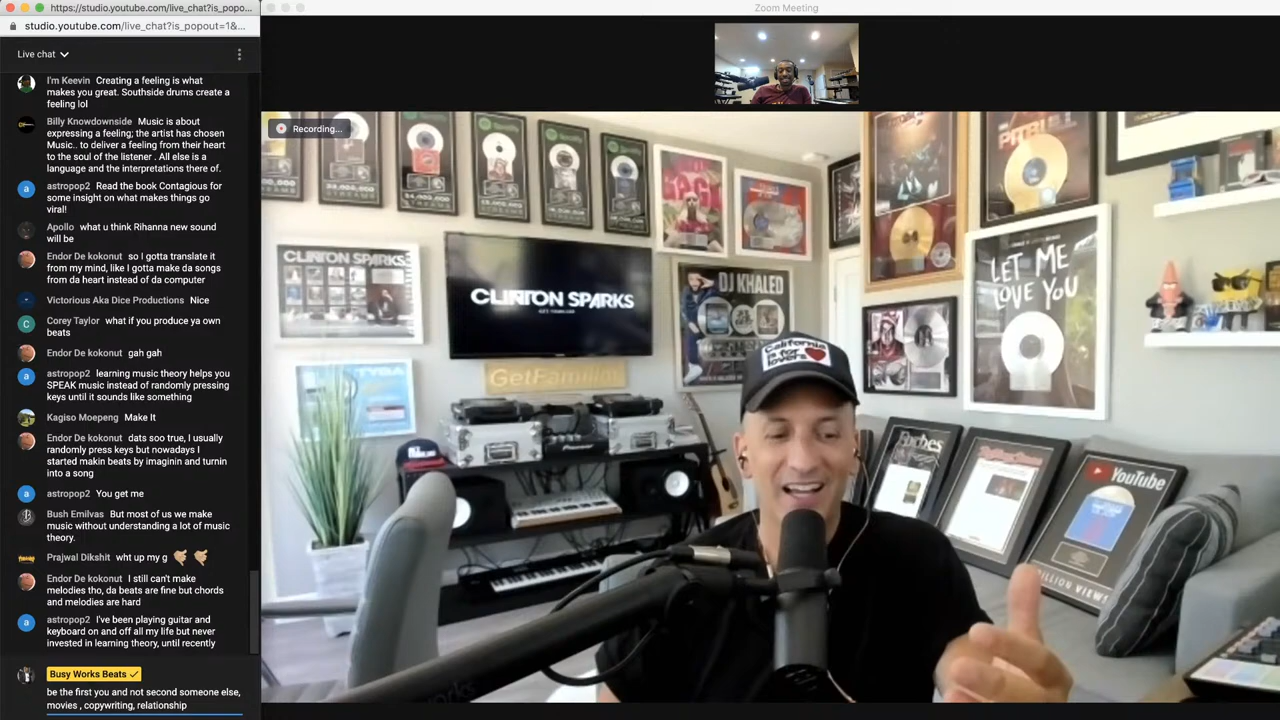 https://studio.youtube.com/live_chat?is_popo...
studio.youtube.com/live_chat?is_popout=1&...
Live chat
I'm Keevin Creating a feeling is what
makes you great. Southside drums create a
feeling lol
Billy Knowdownside Music is about
expressing a feeling; the artist has chosen
Music.. to deliver a feeling from their heart
to the soul of the listener . All else is a
language and the interpretations there of.
astropop2 Read the book Contagious for
some insight on what makes things go
viral!
Apollo what u think Rihanna new sound
will be
Endor De kokonut so I gotta translate it
from my mind, like I gotta make da songs
from da heart instead of da computer
Victorious Aka Dice Productions Nice
Corey Taylor what if you produce ya own
beats
Endor De kokonut gah gah
astropop2 learning music theory helps you
SPEAK music instead of randomly pressing
keys until it sounds like something
Kagiso Moepeng Make It
Endor De kokonut dats soo true, I usually
randomly press keys but nowadays I
started makin beats by imaginin and turnin
into a song
astropop2 You get me
Bush Emilvas But most of us we make
music without understanding a lot of music
theory.
Prajwal Dikshit wht up my g
Endor De kokonut I still can't make
melodies tho, da beats are fine but chords
and melodies are hard
astropop2 I've been playing guitar and
keyboard on and off all my life but never
invested in learning theory, until recently
Busy Works Beats
be the first you and not second someone else,
movies , copywriting, relationship
Zoom Meeting
Recording...
CLINTON SPARKS
CLINTON SPARKS
DJ KHALED
PITBULL
LET ME
LOVE YOU
TYGA
GetFamiliar
California
is for
lovers
Forbes
YouTube